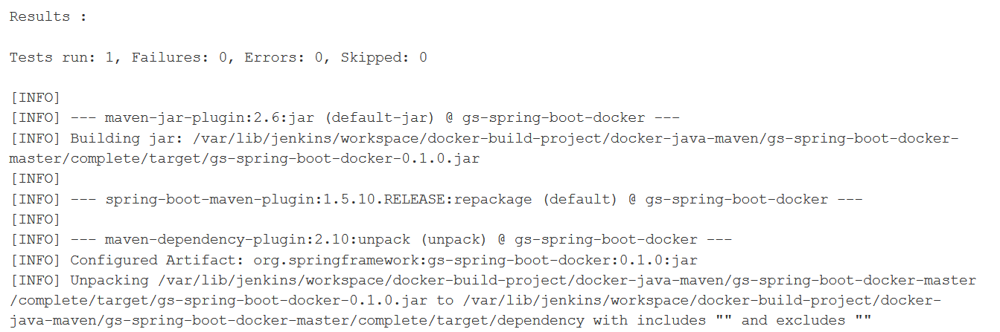 Results :
Tests run: 1, Failures: 0, Errors: 0, Skipped: 0
[INFO]
[INFO] --- maven-jar-plugin:2.6:jar (default-jar) @ gs-spring-boot-docker ---
[INFO] Building jar: /var/lib/jenkins/workspace/docker-build-project/docker-java-maven/gs-spring-boot-docker-
master/complete/target/gs-spring-boot-docker-0.1.0.jar
[INFO]
[INFO] --- spring-boot-maven-plugin:1.5.10.RELEASE:repackage (default) @ gs-spring-boot-docker ---
[INFO]
[INFO] --- maven-dependency-plugin:2.10:unpack (unpack) @ gs-spring-boot-docker ---
[INFO] Configured Artifact: org.springframework:gs-spring-boot-docker:0.1.0:jar
[INFO] Unpacking /var/lib/jenkins/workspace/docker-build-project/docker-java-maven/gs-spring-boot-docker-master
/complete/target/gs-spring-boot-docker-0.1.0.jar to /var/lib/jenkins/workspace/docker-build-project/docker-
java-maven/gs-spring-boot-docker-master/complete/target/dependency with includes "" and excludes ""